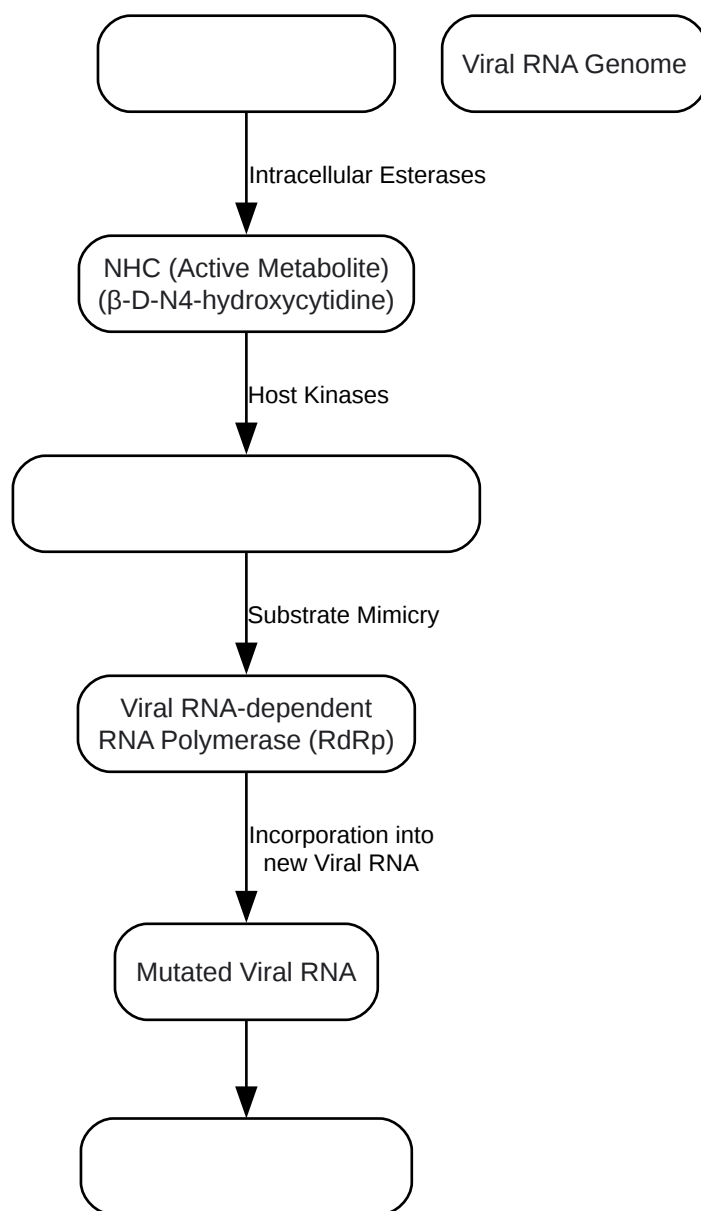 Viral RNA Genome
Intracellular Esterases
NHC (Active Metabolite)
(β-D-N4-hydroxycytidine)
Host Kinases
Substrate Mimicry
Viral RNA-dependent
RNA Polymerase (RdRp)
Incorporation into
new Viral RNA
Mutated Viral RNA